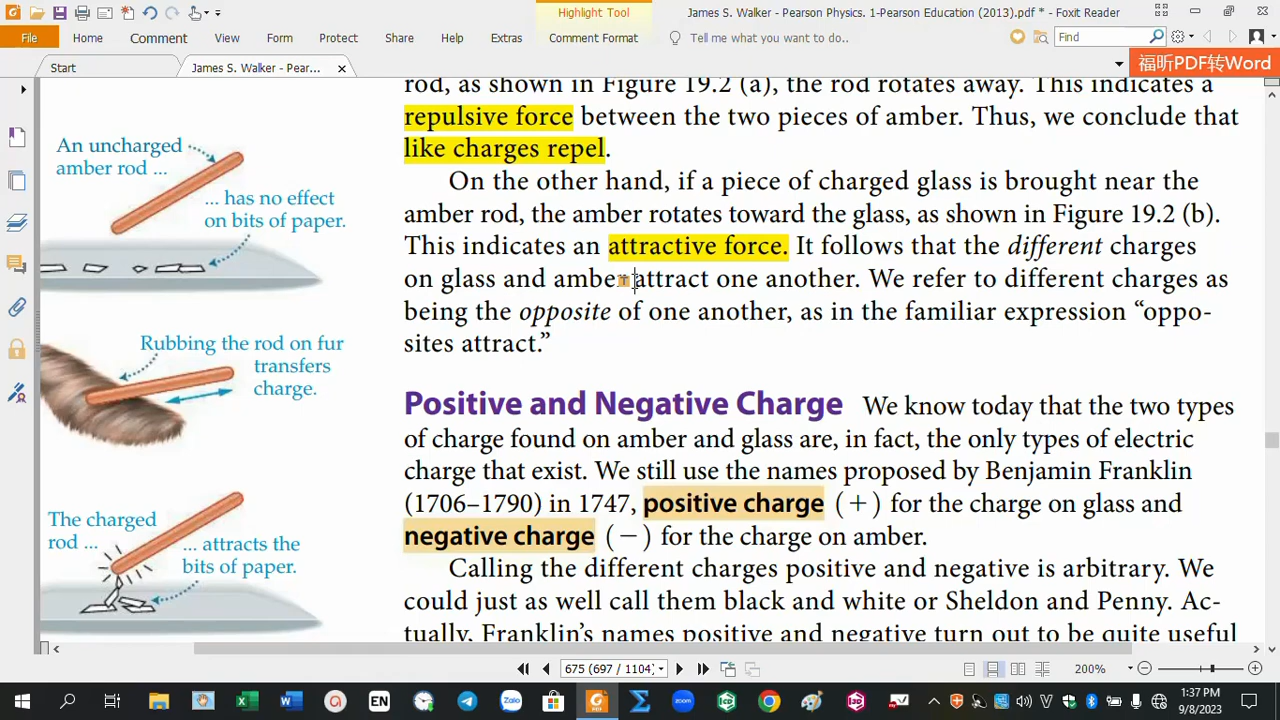 Highlight Tool
James S. Walker - Pearson Physics. 1-Pearson Education (2013).pdf * - Foxit Reader
File
Home
Comment
View
Form
Protect
Share
Help
Extras
Comment Format
Tell me what you want to do..
Find
Start
James S. Walker - Pear...
福昕PDF转Word
rod, as shown in Figure 19.2 (a), the rod rotates away. This indicates a
repulsive force between the two pieces of amber. Thus, we conclude that
like charges repel.
On the other hand, if a piece of charged glass is brought near the
amber rod, the amber rotates toward the glass, as shown in Figure 19.2 (b).
This indicates an attractive force. It follows that the different charges
on glass and amber attract one another. We refer to different charges as
being the opposite of one another, as in the familiar expression “oppo-
sites attract.”
Positive and Negative Charge We know today that the two types
of charge found on amber and glass are, in fact, the only types of electric
charge that exist. We still use the names proposed by Benjamin Franklin
(1706–1790) in 1747, positive charge (+) for the charge on glass and
negative charge (−) for the charge on amber.
Calling the different charges positive and negative is arbitrary. We
could just as well call them black and white or Sheldon and Penny. Ac-
tually, Franklin’s names positive and negative turn out to be quite useful
An uncharged
amber rod ...
... has no effect
on bits of paper.
Rubbing the rod on fur
transfers
charge.
The charged
rod ...
... attracts the
bits of paper.
675 (697 / 1104)
200%
EN
Zalo
zoom
1:37 PM
9/8/2023